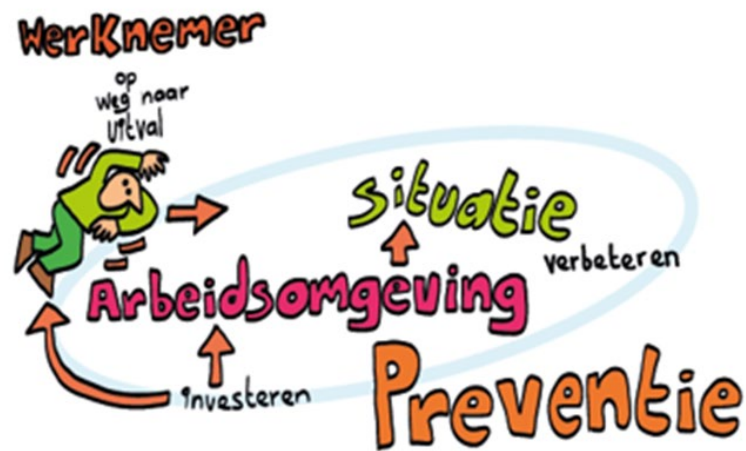 Werknemer
op
weg naar
uitval
situatie
verbeteren
Arbeidsomgeving
investeren
Preventie